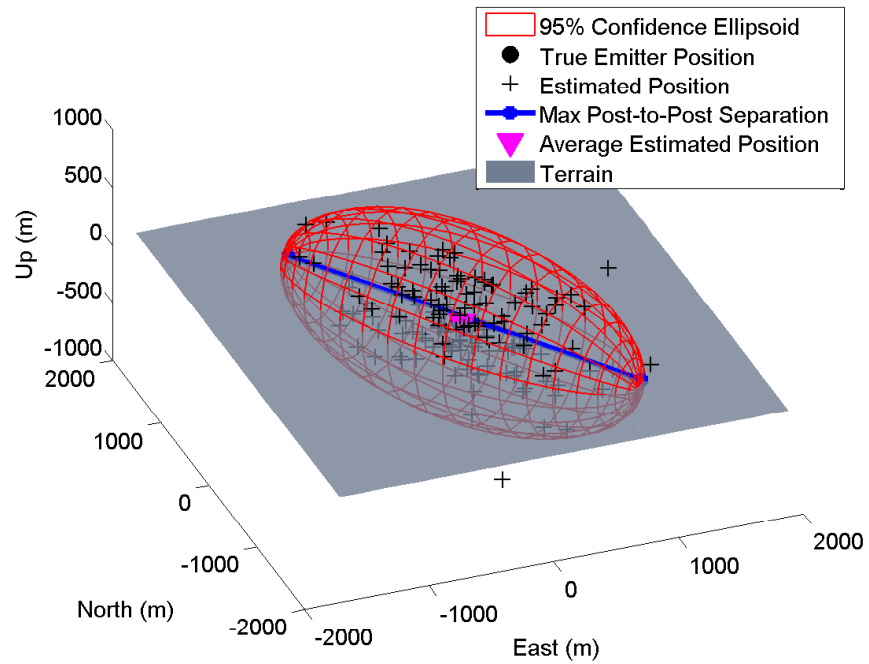 95% Confidence Ellipsoid
True Emitter Position
Estimated Position
Max Post-to-Post Separation
Average Estimated Position
Terrain
1000
500
0
-500
-1000
Up (m)
2000
1000
0
-1000
-2000
North (m)
-2000
-1000
0
1000
2000
East (m)